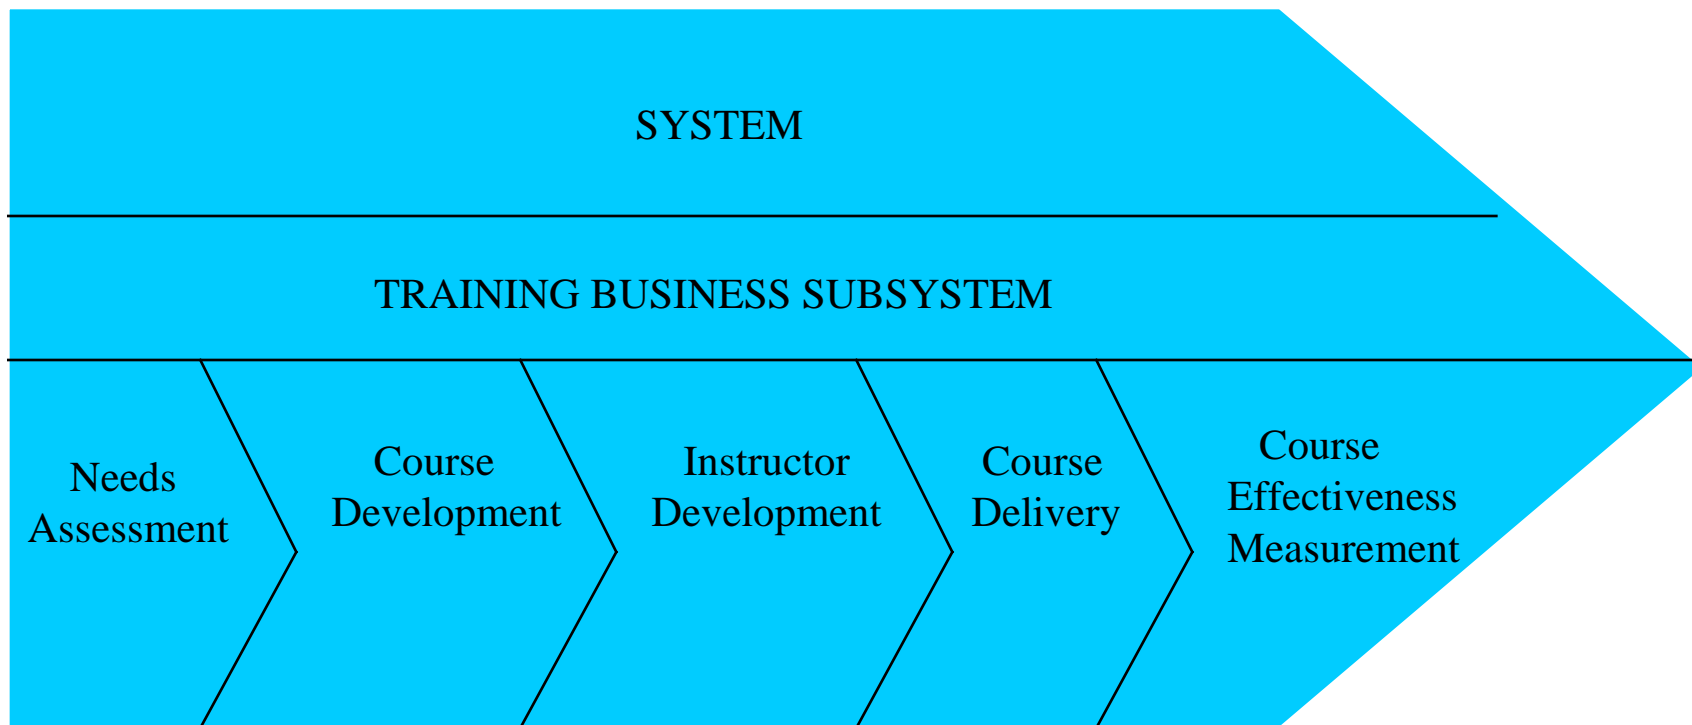 SYSTEM
TRAINING BUSINESS SUBSYSTEM
Needs
Assessment
Course
Development
Instructor
Development
Course
Delivery
Course
Effectiveness
Measurement